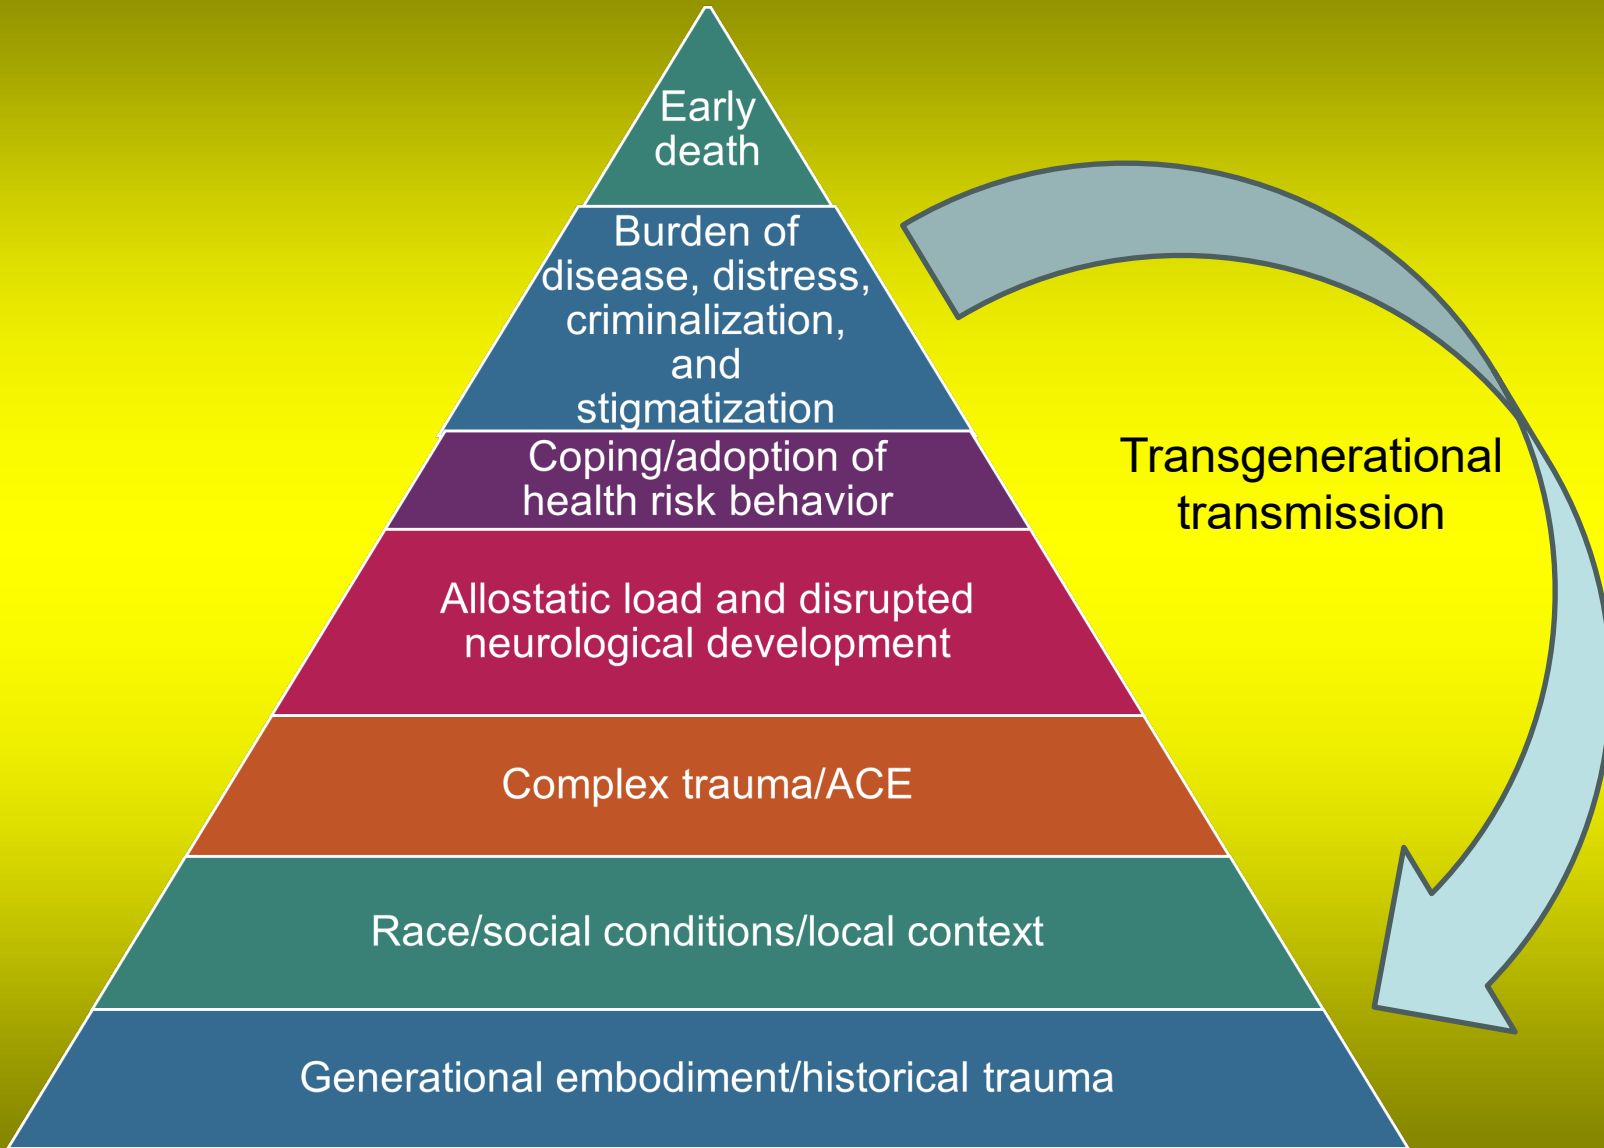 Early
death
Burden of
disease, distress,
criminalization,
and
stigmatization
Coping/adoption of
health risk behavior
Transgenerational
transmission
Allostatic load and disrupted
neurological development
Complex trauma/ACE
Race/social conditions/local context
Generational embodiment/historical trauma